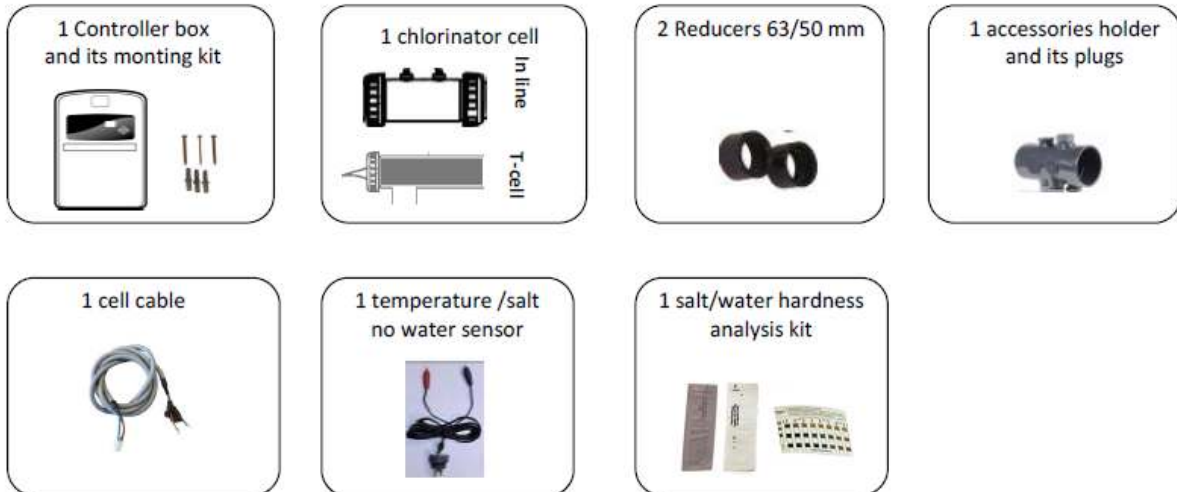 1 Controller box
and its monting kit
1 chlorinator cell
In line
T-cell
2 Reducers 63/50 mm
1 accessories holder
and its plugs
1 cell cable
1 temperature /salt
no water sensor
1 salt/water hardness
analysis kit